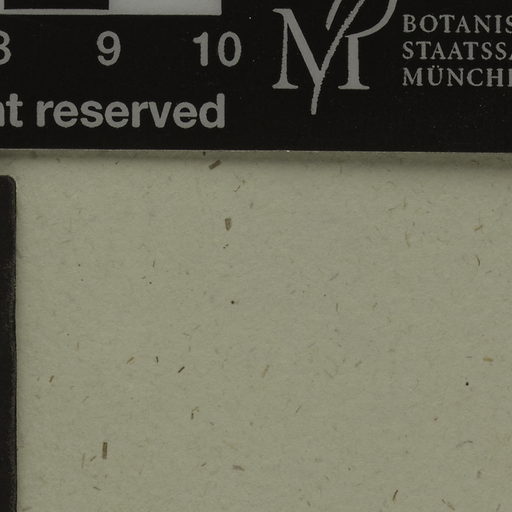 8 9 10
M
BOTANIS
STAATSSA
MÜNCHE
nt reserved